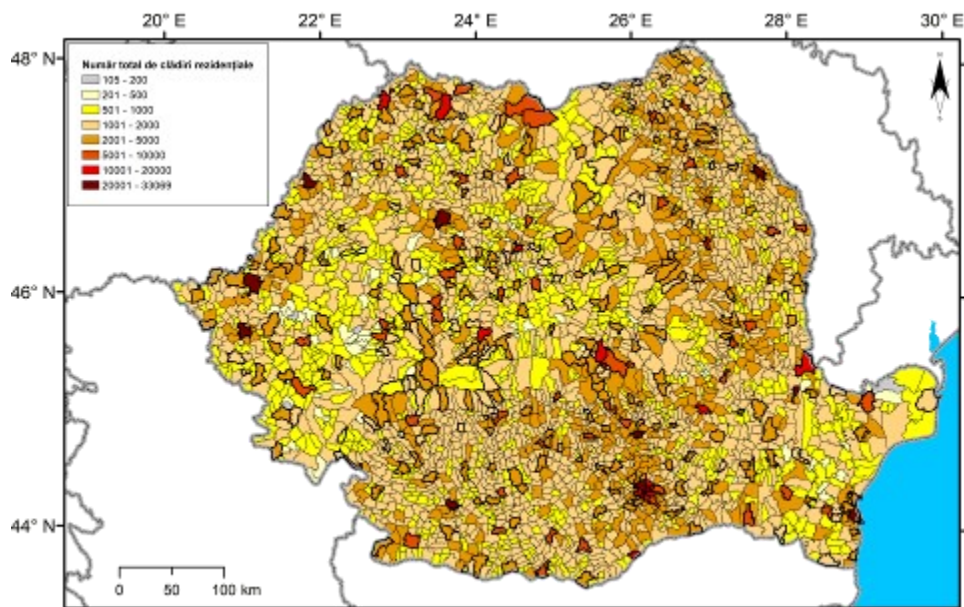 20° E 22° E 24° E 26° E 28° E 30° E
48° N
46° N
44° N
Număr total de clădiri rezidențiale
105 - 200
201 - 500
501 - 1000
1001 - 2000
2001 - 5000
5001 - 10000
10001 - 20000
20001 - 33069
0 50 100 km